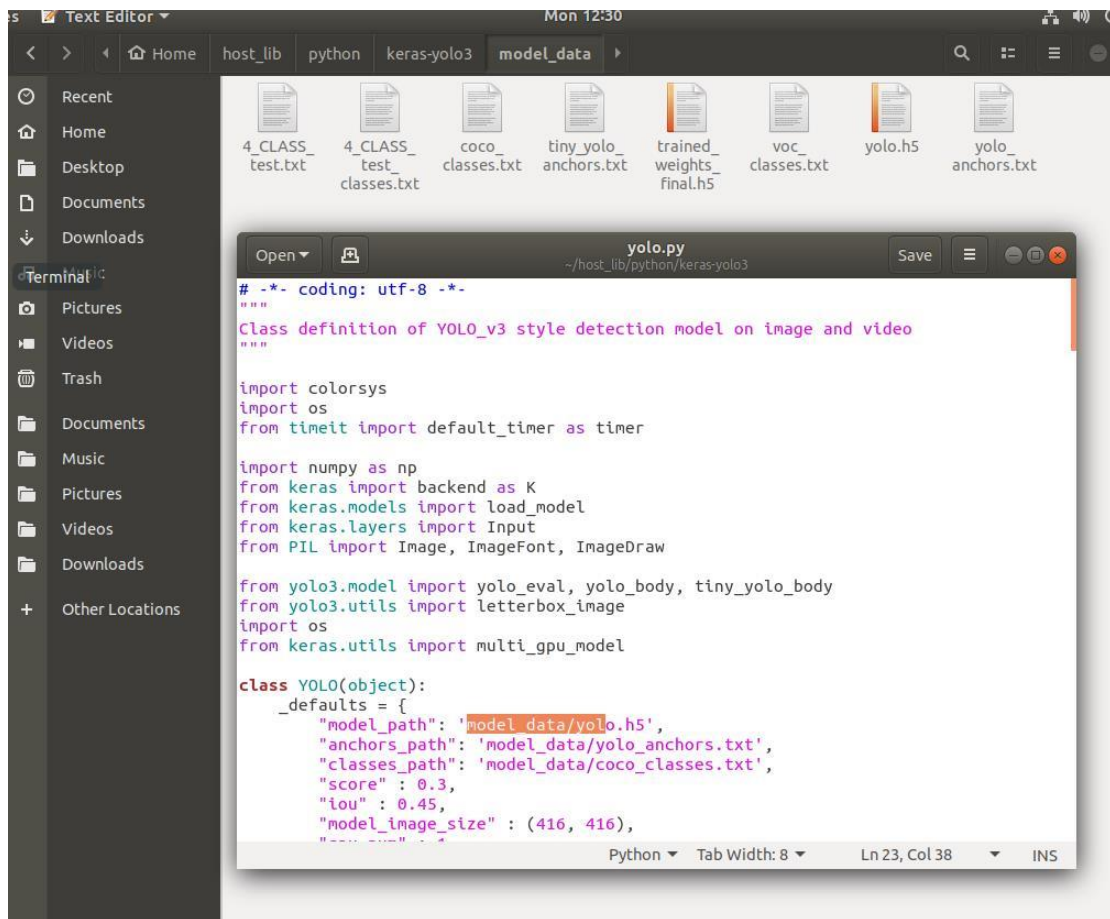 s Text Editor Mon 12:30
Home host_lib python keras-yolo3 model_data
Recent
Home
Desktop
Documents
Downloads
Terminal
Pictures
Videos
Trash
Documents
Music
Pictures
Videos
Downloads
+ Other Locations
4_CLASS_
test.txt
4_CLASS_
test_
classes.txt
coco_
classes.txt
tiny_yolo_
anchors.txt
trained_
weights_
final.h5
voc_
classes.txt
yolo.h5
yolo_
anchors.txt
Open yolo.py Save
~/host_lib/python/keras-yolo3
# -*- coding: utf-8 -*-
"""
Class definition of YOLO_v3 style detection model on image and video
"""
import colorsys
import os
from timeit import default_timer as timer
import numpy as np
from keras import backend as K
from keras.models import load_model
from keras.layers import Input
from PIL import Image, ImageFont, ImageDraw
from yolo3.model import yolo_eval, yolo_body, tiny_yolo_body
from yolo3.utils import letterbox_image
import os
from keras.utils import multi_gpu_model
class YOLO(object):
_defaults = {
"model_path": 'model_data/yolo.h5',
"anchors_path": 'model_data/yolo_anchors.txt',
"classes_path": 'model_data/coco_classes.txt',
"score" : 0.3,
"iou" : 0.45,
"model_image_size" : (416, 416),
Python Tab Width: 8 Ln 23, Col 38 INS